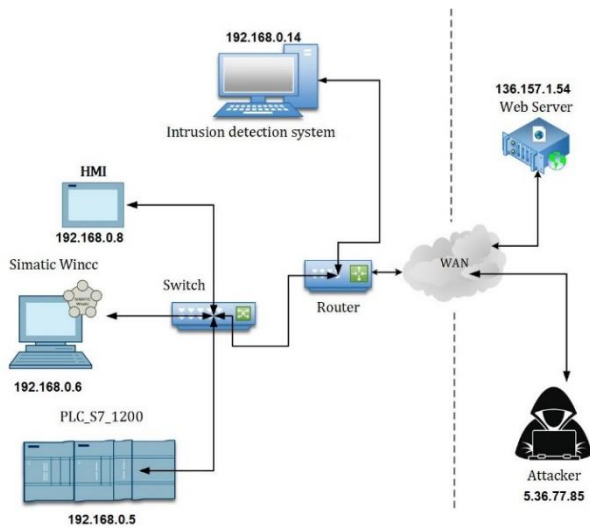 192.168.0.14
Intrusion detection system
136.157.1.54
Web Server
HMI
192.168.0.8
Simatic Wincc
Switch
WAN
Router
192.168.0.6
PLC_S7_1200
192.168.0.5
Attacker
5.36.77.85